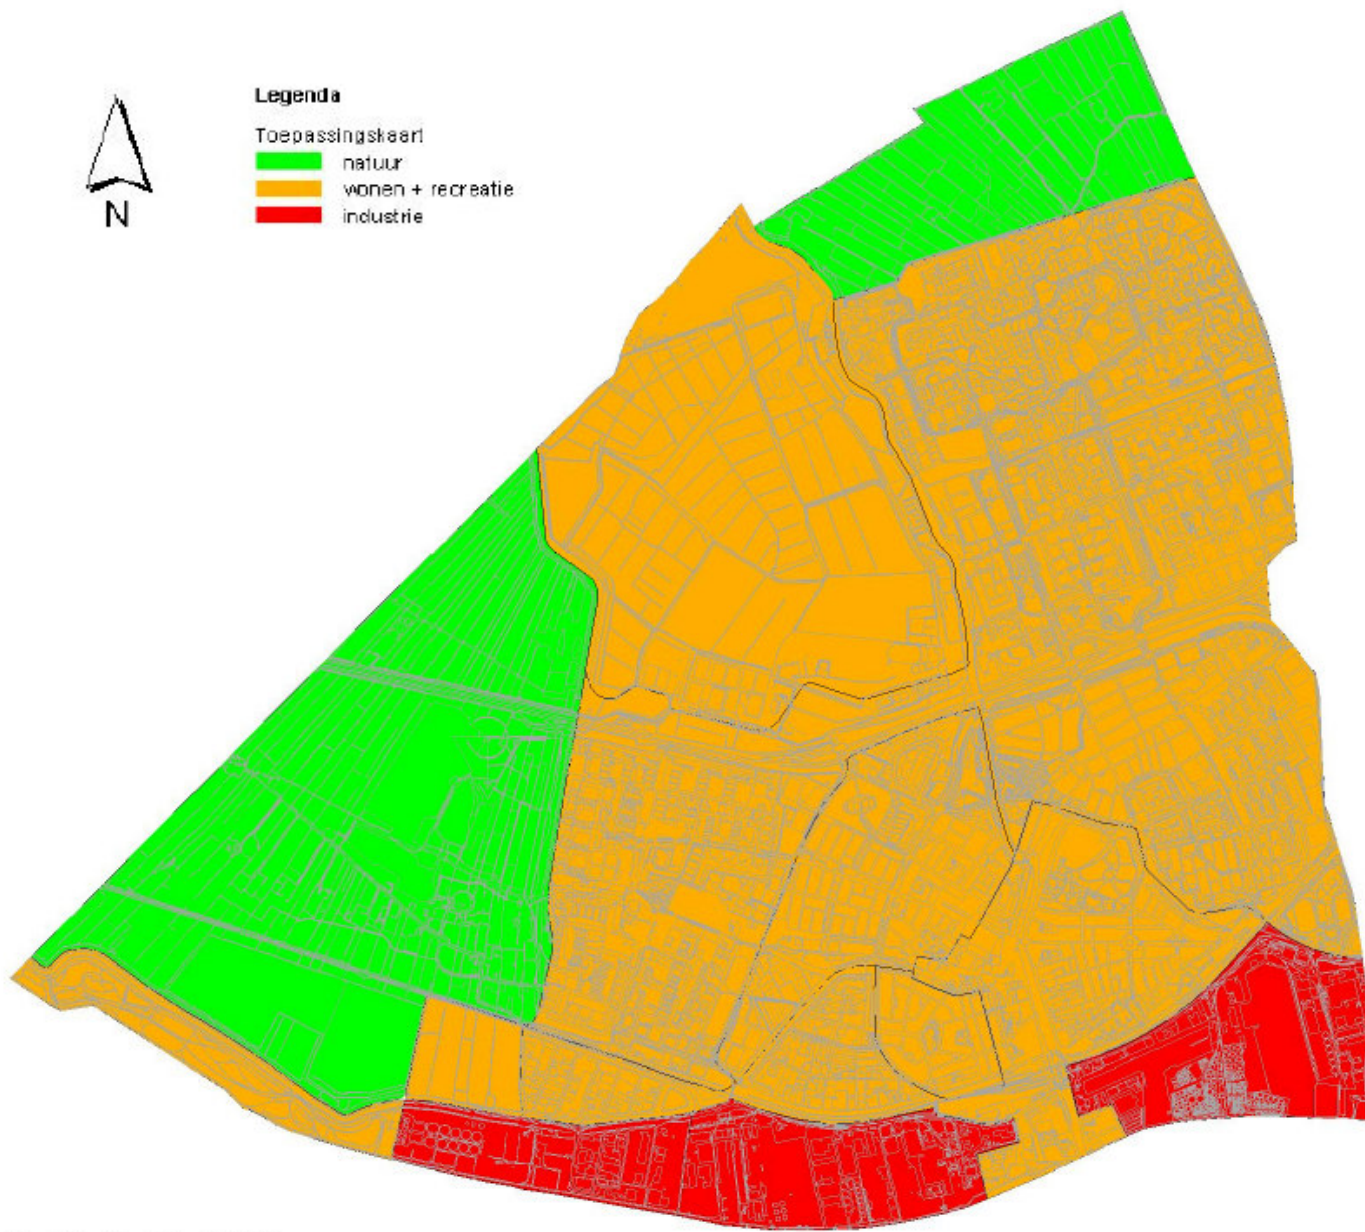 Legenda
Toepassingskaart
natuur
wonen + recreatie
industrie
N